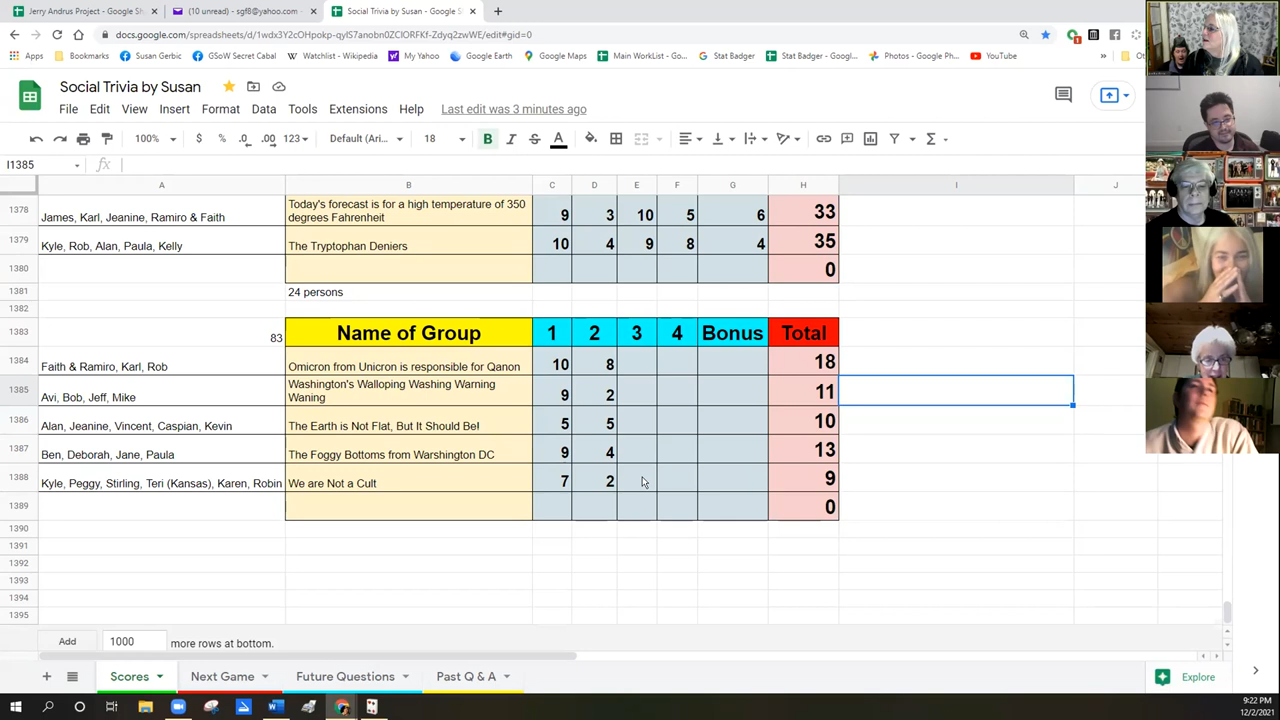 Jerry Andrus Project - Google She
(10 unread) - sgf8@yahoo.com
Social Trivia by Susan - Google S
docs.google.com/spreadsheets/d/
Apps
Bookmarks
Susan Gerbic
GSoW Secret Cabal
Watchlist - Wikipedia
My Yahoo!
Google Earth
Google Maps
Main WorkList
Stat Badger
Stat Badger - Googl
Photos - Google Ph
YouTube
Social Trivia by Susan
File Edit View Insert Format Data Tools Extensions Help Last edit was 3 minutes ago
100% $ % .0 .00 123 Default (Ari... 18 B I S A
I1385 fx
A B C D E F G H I J
1378 James, Karl, Jeanine, Ramiro & Faith
Today's forecast is for a high temperature of 350
degrees Fahrenheit
9 3 10 5 6 33
1379 Kyle, Rob, Alan, Paula, Kelly The Tryptophan Deniers 10 4 9 8 4 35
1380 0
1381 24 persons
1382
1383 83 Name of Group 1 2 3 4 Bonus Total
1384 Faith & Ramiro, Karl, Rob Omicron from Unicron is responsible for Qanon 10 8 18
1385 Avi, Bob, Jeff, Mike
Washington's Walloping Washing Warning
Waning
9 2 11
1386 Alan, Jeanine, Vincent, Caspian, Kevin The Earth is Not Flat, But It Should Be! 5 5 10
1387 Ben, Deborah, Jane, Paula The Foggy Bottoms from Warshington DC 9 4 13
1388 Kyle, Peggy, Stirling, Teri (Kansas), Karen, Robin We are Not a Cult 7 2 9
1389 0
1390
1391
1392
1393
1394
1395
Add 1000 more rows at bottom.
Scores Next Game Future Questions Past Q & A Explore
9:22 PM
12/2/2021